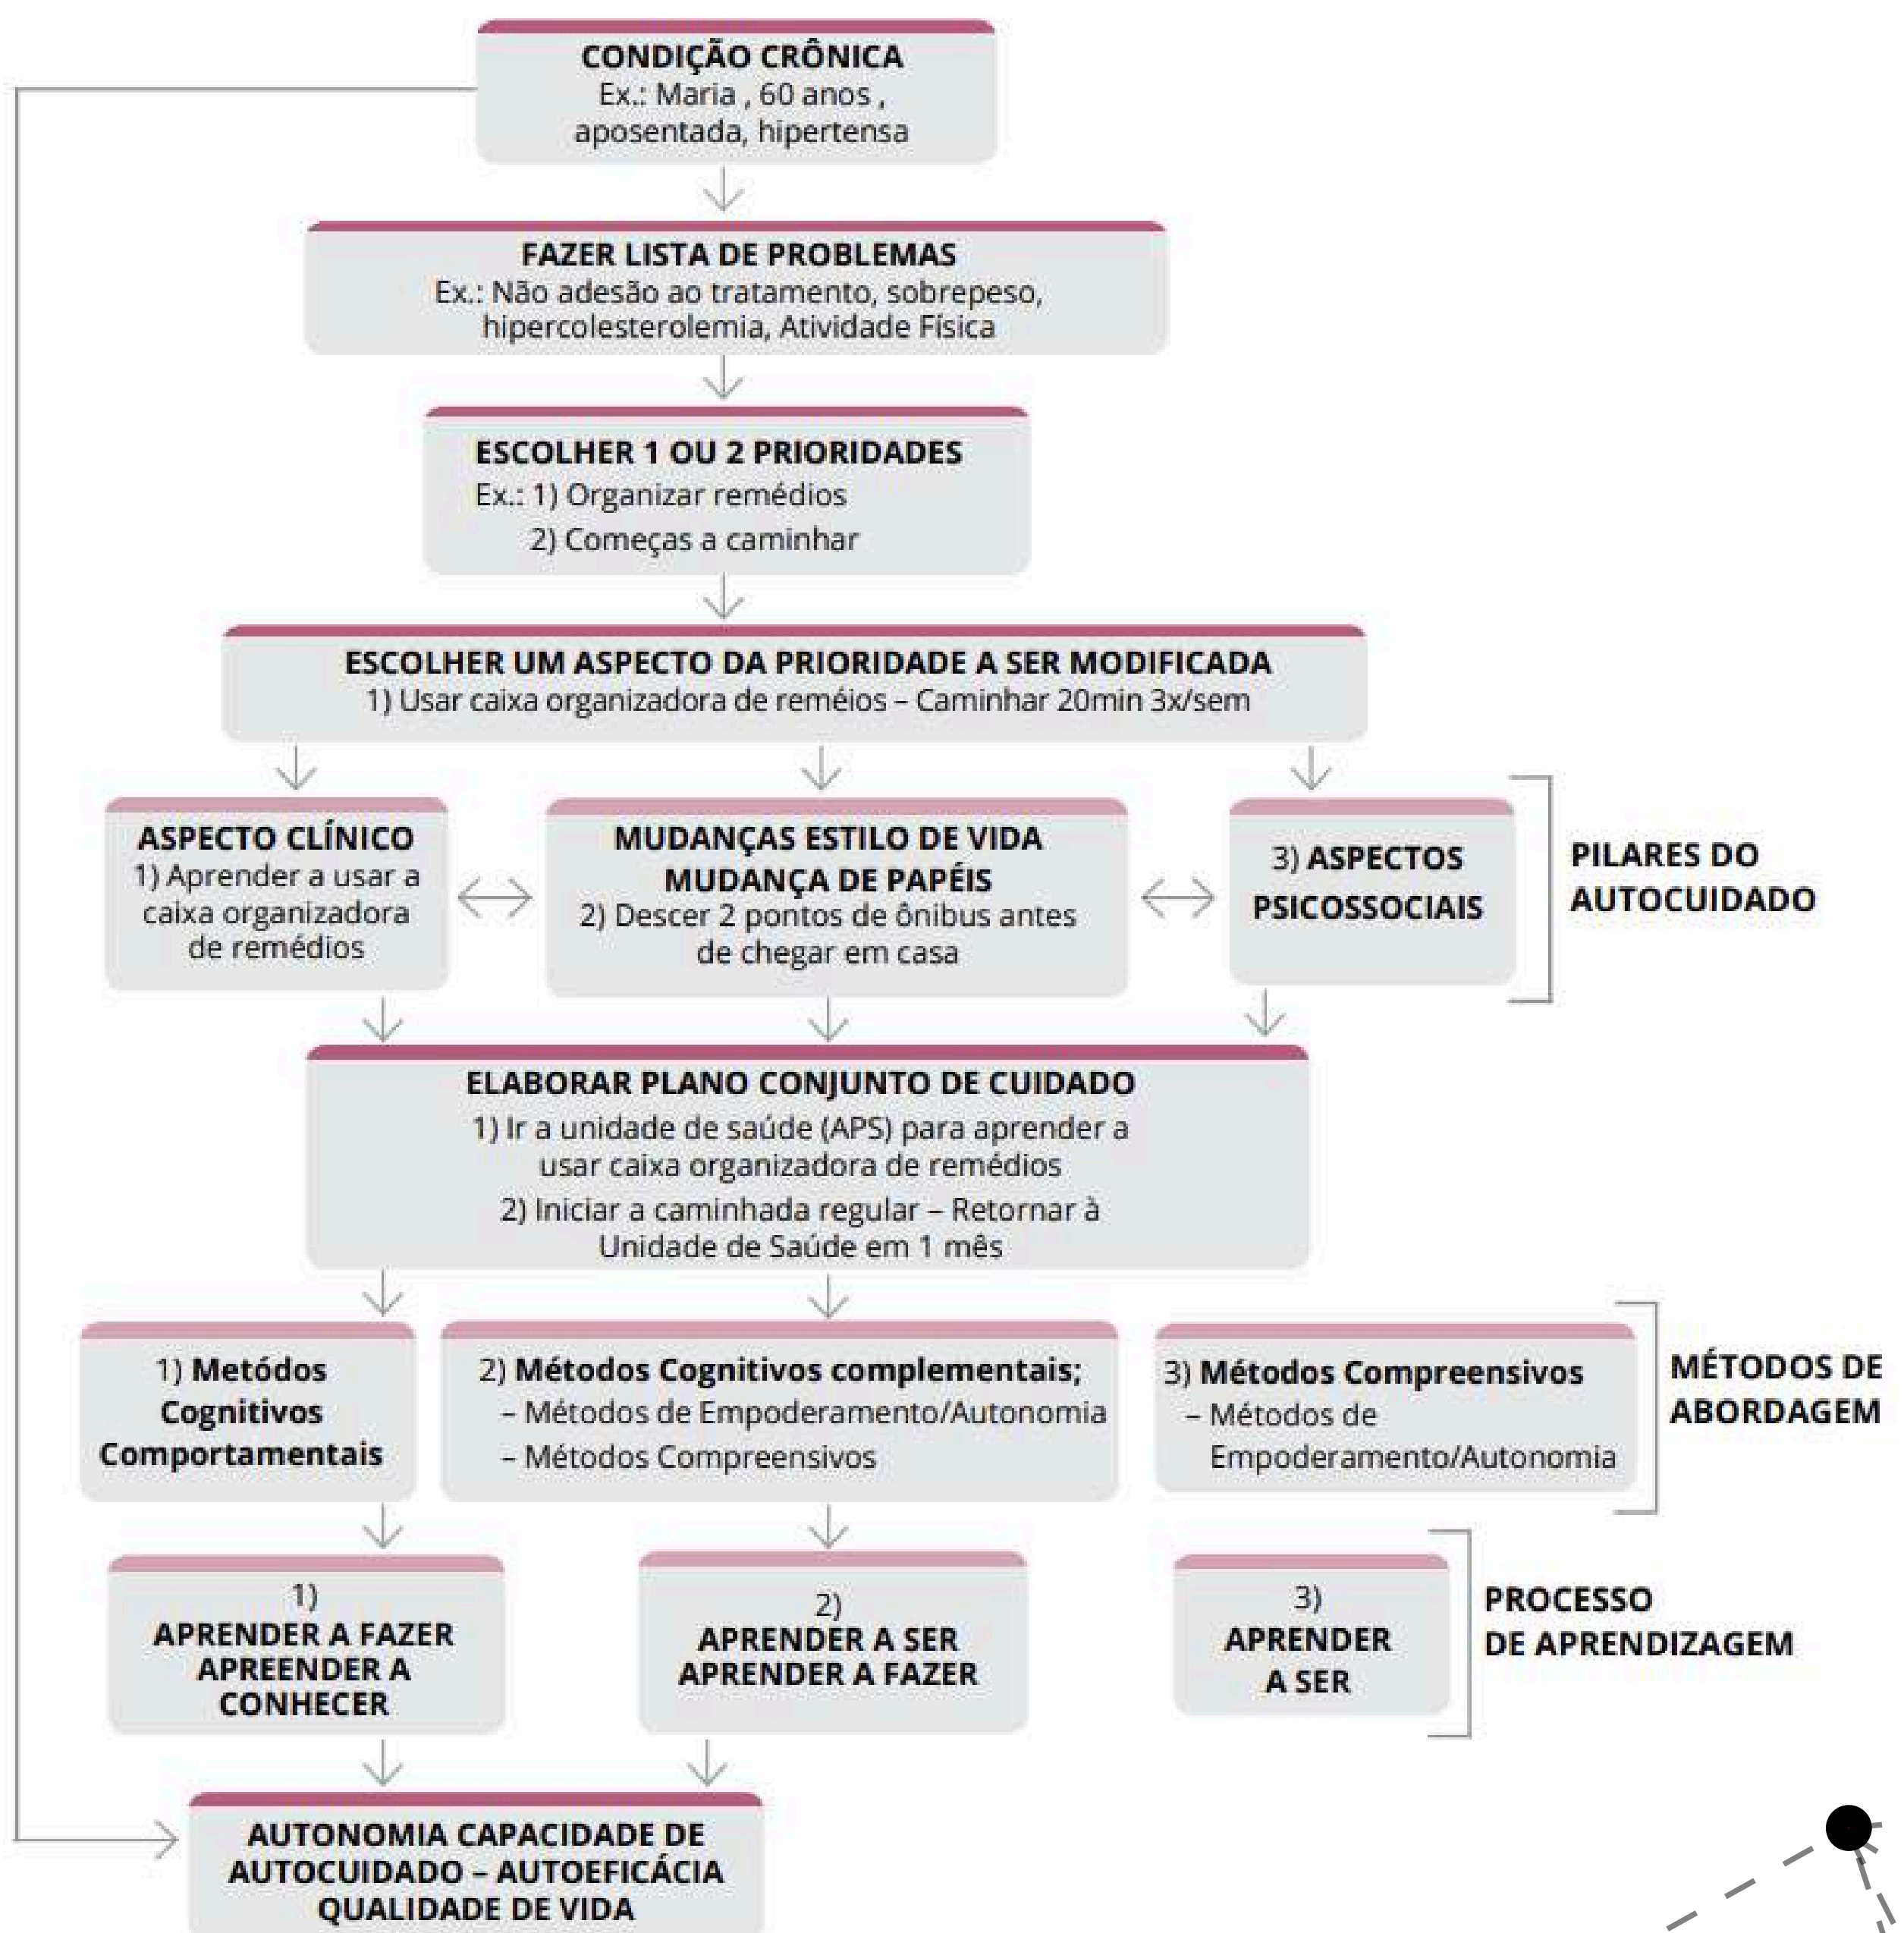 CONDIÇÃO CRÔNICA
Ex.: Maria , 60 anos ,
aposentada, hipertensa
FAZER LISTA DE PROBLEMAS
Ex.: Não adesão ao tratamento, sobrepeso,
hipercolesterolemia, Atividade Física
ESCOLHER 1 OU 2 PRIORIDADES
Ex.: 1) Organizar remédios
2) Começas a caminhar
ESCOLHER UM ASPECTO DA PRIORIDADE A SER MODIFICADA
1) Usar caixa organizadora de reméios – Caminhar 20min 3x/sem
ASPECTO CLÍNICO
1) Aprender a usar a
caixa organizadora
de remédios
MUDANÇAS ESTILO DE VIDA
MUDANÇA DE PAPÉIS
2) Descer 2 pontos de ônibus antes
de chegar em casa
3) ASPECTOS
PSICOSSOCIAIS
PILARES DO
AUTOCUIDADO
ELABORAR PLANO CONJUNTO DE CUIDADO
1) Ir a unidade de saúde (APS) para aprender a
usar caixa organizadora de remédios
2) Iniciar a caminhada regular – Retornar à
Unidade de Saúde em 1 mês
1) Metódos
Cognitivos
Comportamentais
2) Métodos Cognitivos complementais;
– Métodos de Empoderamento/Autonomia
– Métodos Compreensivos
3) Métodos Compreensivos
– Métodos de
Empoderamento/Autonomia
MÉTODOS DE
ABORDAGEM
1)
APRENDER A FAZER
APREENDER A
CONHECER
2)
APRENDER A SER
APRENDER A FAZER
3)
APRENDER
A SER
PROCESSO
DE APRENDIZAGEM
AUTONOMIA CAPACIDADE DE
AUTOCUIDADO – AUTOEFICÁCIA
QUALIDADE DE VIDA